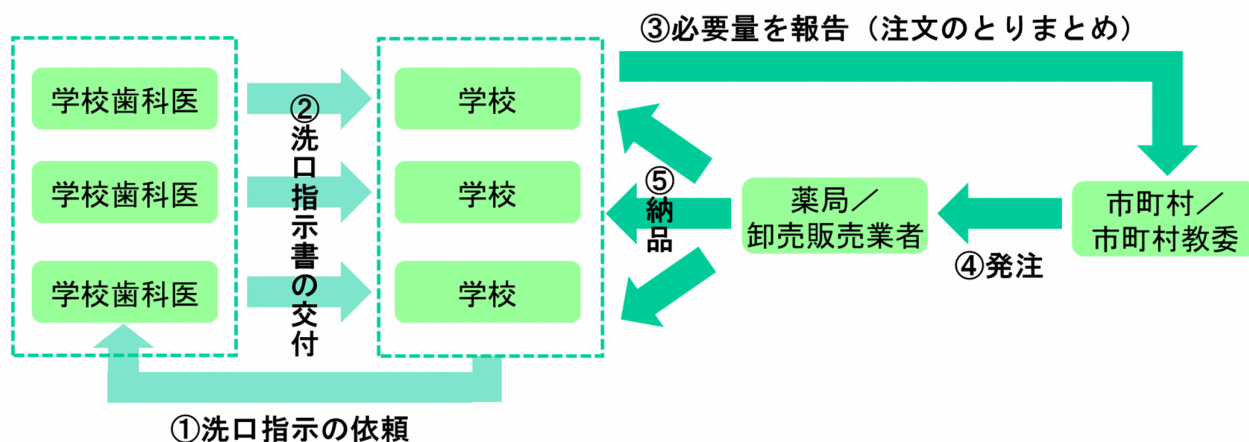 ③必要量を報告（注文のとりまとめ）
学校歯科医
学校歯科医
学校歯科医
②洗口指示書の交付
学校
学校
学校
⑤納品
薬局／
卸売販売業者
④発注
市町村／
市町村教委
①洗口指示の依頼